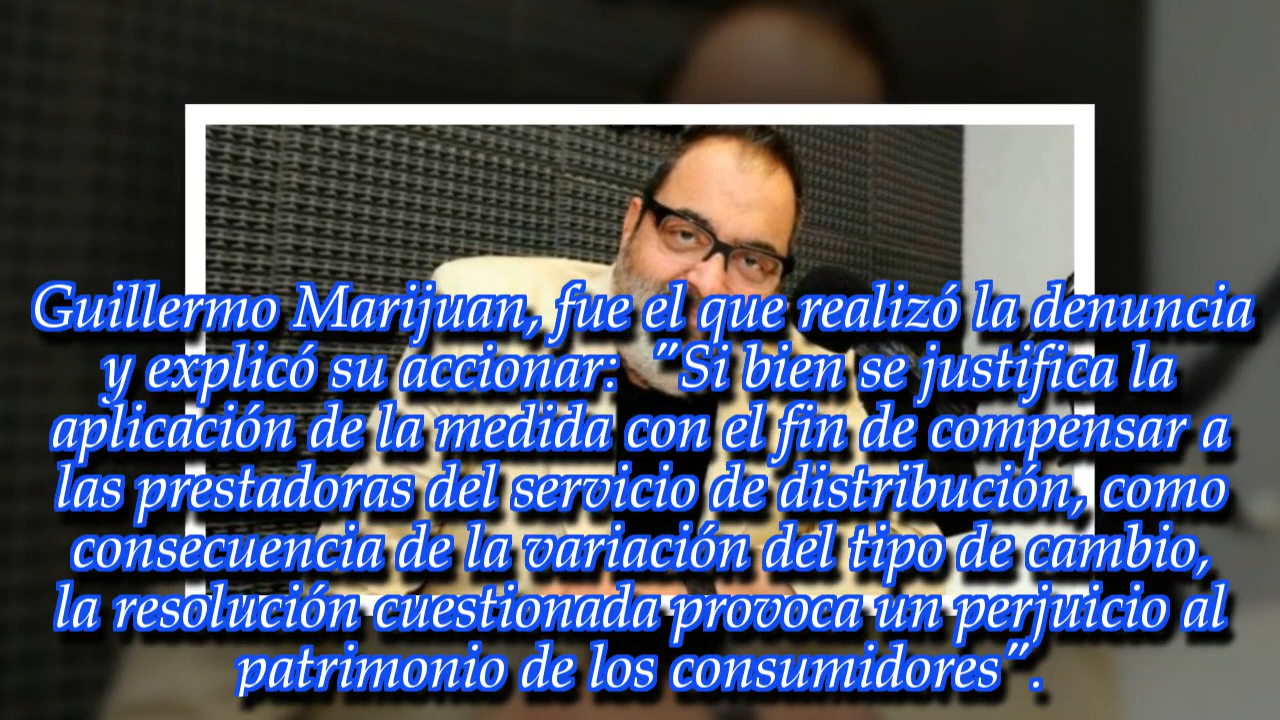 Guillermo Marijuan, fue el que realizó la denuncia
y explicó su accionar:  "Si bien se justifica la
aplicación de la medida con el fin de compensar a
las prestadoras del servicio de distribución, como
consecuencia de la variación del tipo de cambio,
la resolución cuestionada provoca un perjuicio al
patrimonio de los consumidores".